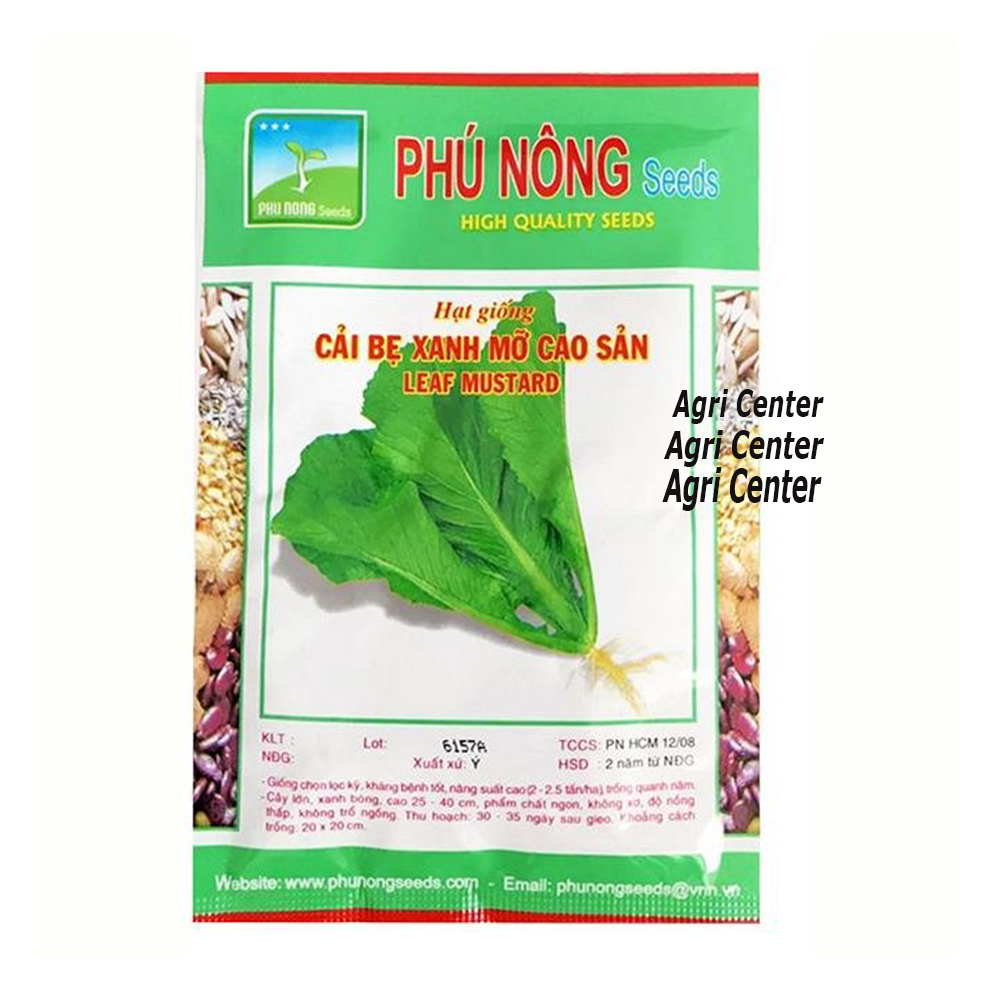 PHÚ NÔNG Seeds
PHU NONG Seeds
HIGH QUALITY SEEDS
Hạt giống
CẢI BẸ XANH MỠ CAO SẢN
LEAF MUSTARD
Agri Center
Agri Center
Agri Center
KLT : Lot: 6157A TCCS: PN HCM 12/08
NĐG: Xuất xứ: Ý HSD : 2 năm từ NĐG
- Giống chọn lọc kỹ, kháng bệnh tốt, năng suất cao (2 - 2.5 tấn/ha), trồng quanh năm.
- Cây lớn, xanh bóng, cao 25 - 40 cm, phẩm chất ngon, không xơ, độ nồng
thấp, không trổ ngồng. Thu hoạch: 30 - 35 ngày sau gieo. Khoảng cách
trồng: 20 x 20 cm.
Website: www.phunongseeds.com - Email: phunongseeds@vnn.vn